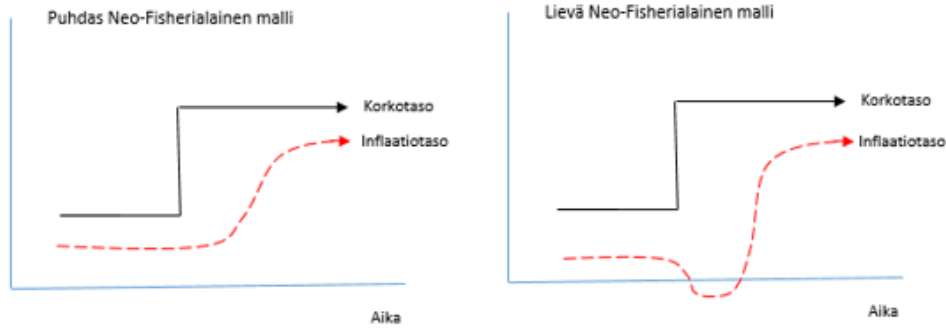 Puhdas Neo-Fisherialainen malli
Korkotaso
Inflaatiotaso
Aika
Lievä Neo-Fisherialainen malli
Korkotaso
Inflaatiotaso
Aika